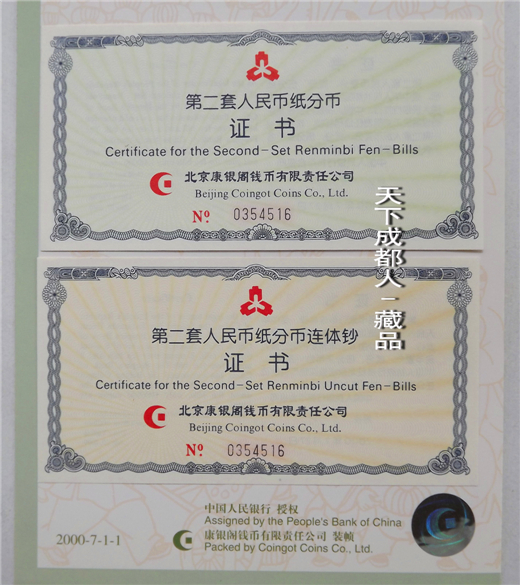 第二套人民币纸分币
证 书
Certificate for the Second-Set Renminbi Fen-Bills
北京康银阁钱币有限责任公司
Beijing Coingot Coins Co., Ltd.
Nº 0354516
第二套人民币纸分币连体钞
证 书
Certificate for the Second-Set Renminbi Uncut Fen-Bills
北京康银阁钱币有限责任公司
Beijing Coingot Coins Co., Ltd.
Nº 0354516
天下成都人-藏品
中国人民银行 授权
Assigned by the People's Bank of China
康银阁钱币有限责任公司 装帧
Packed by Coingot Coins Co., Ltd.
2000-7-1-1